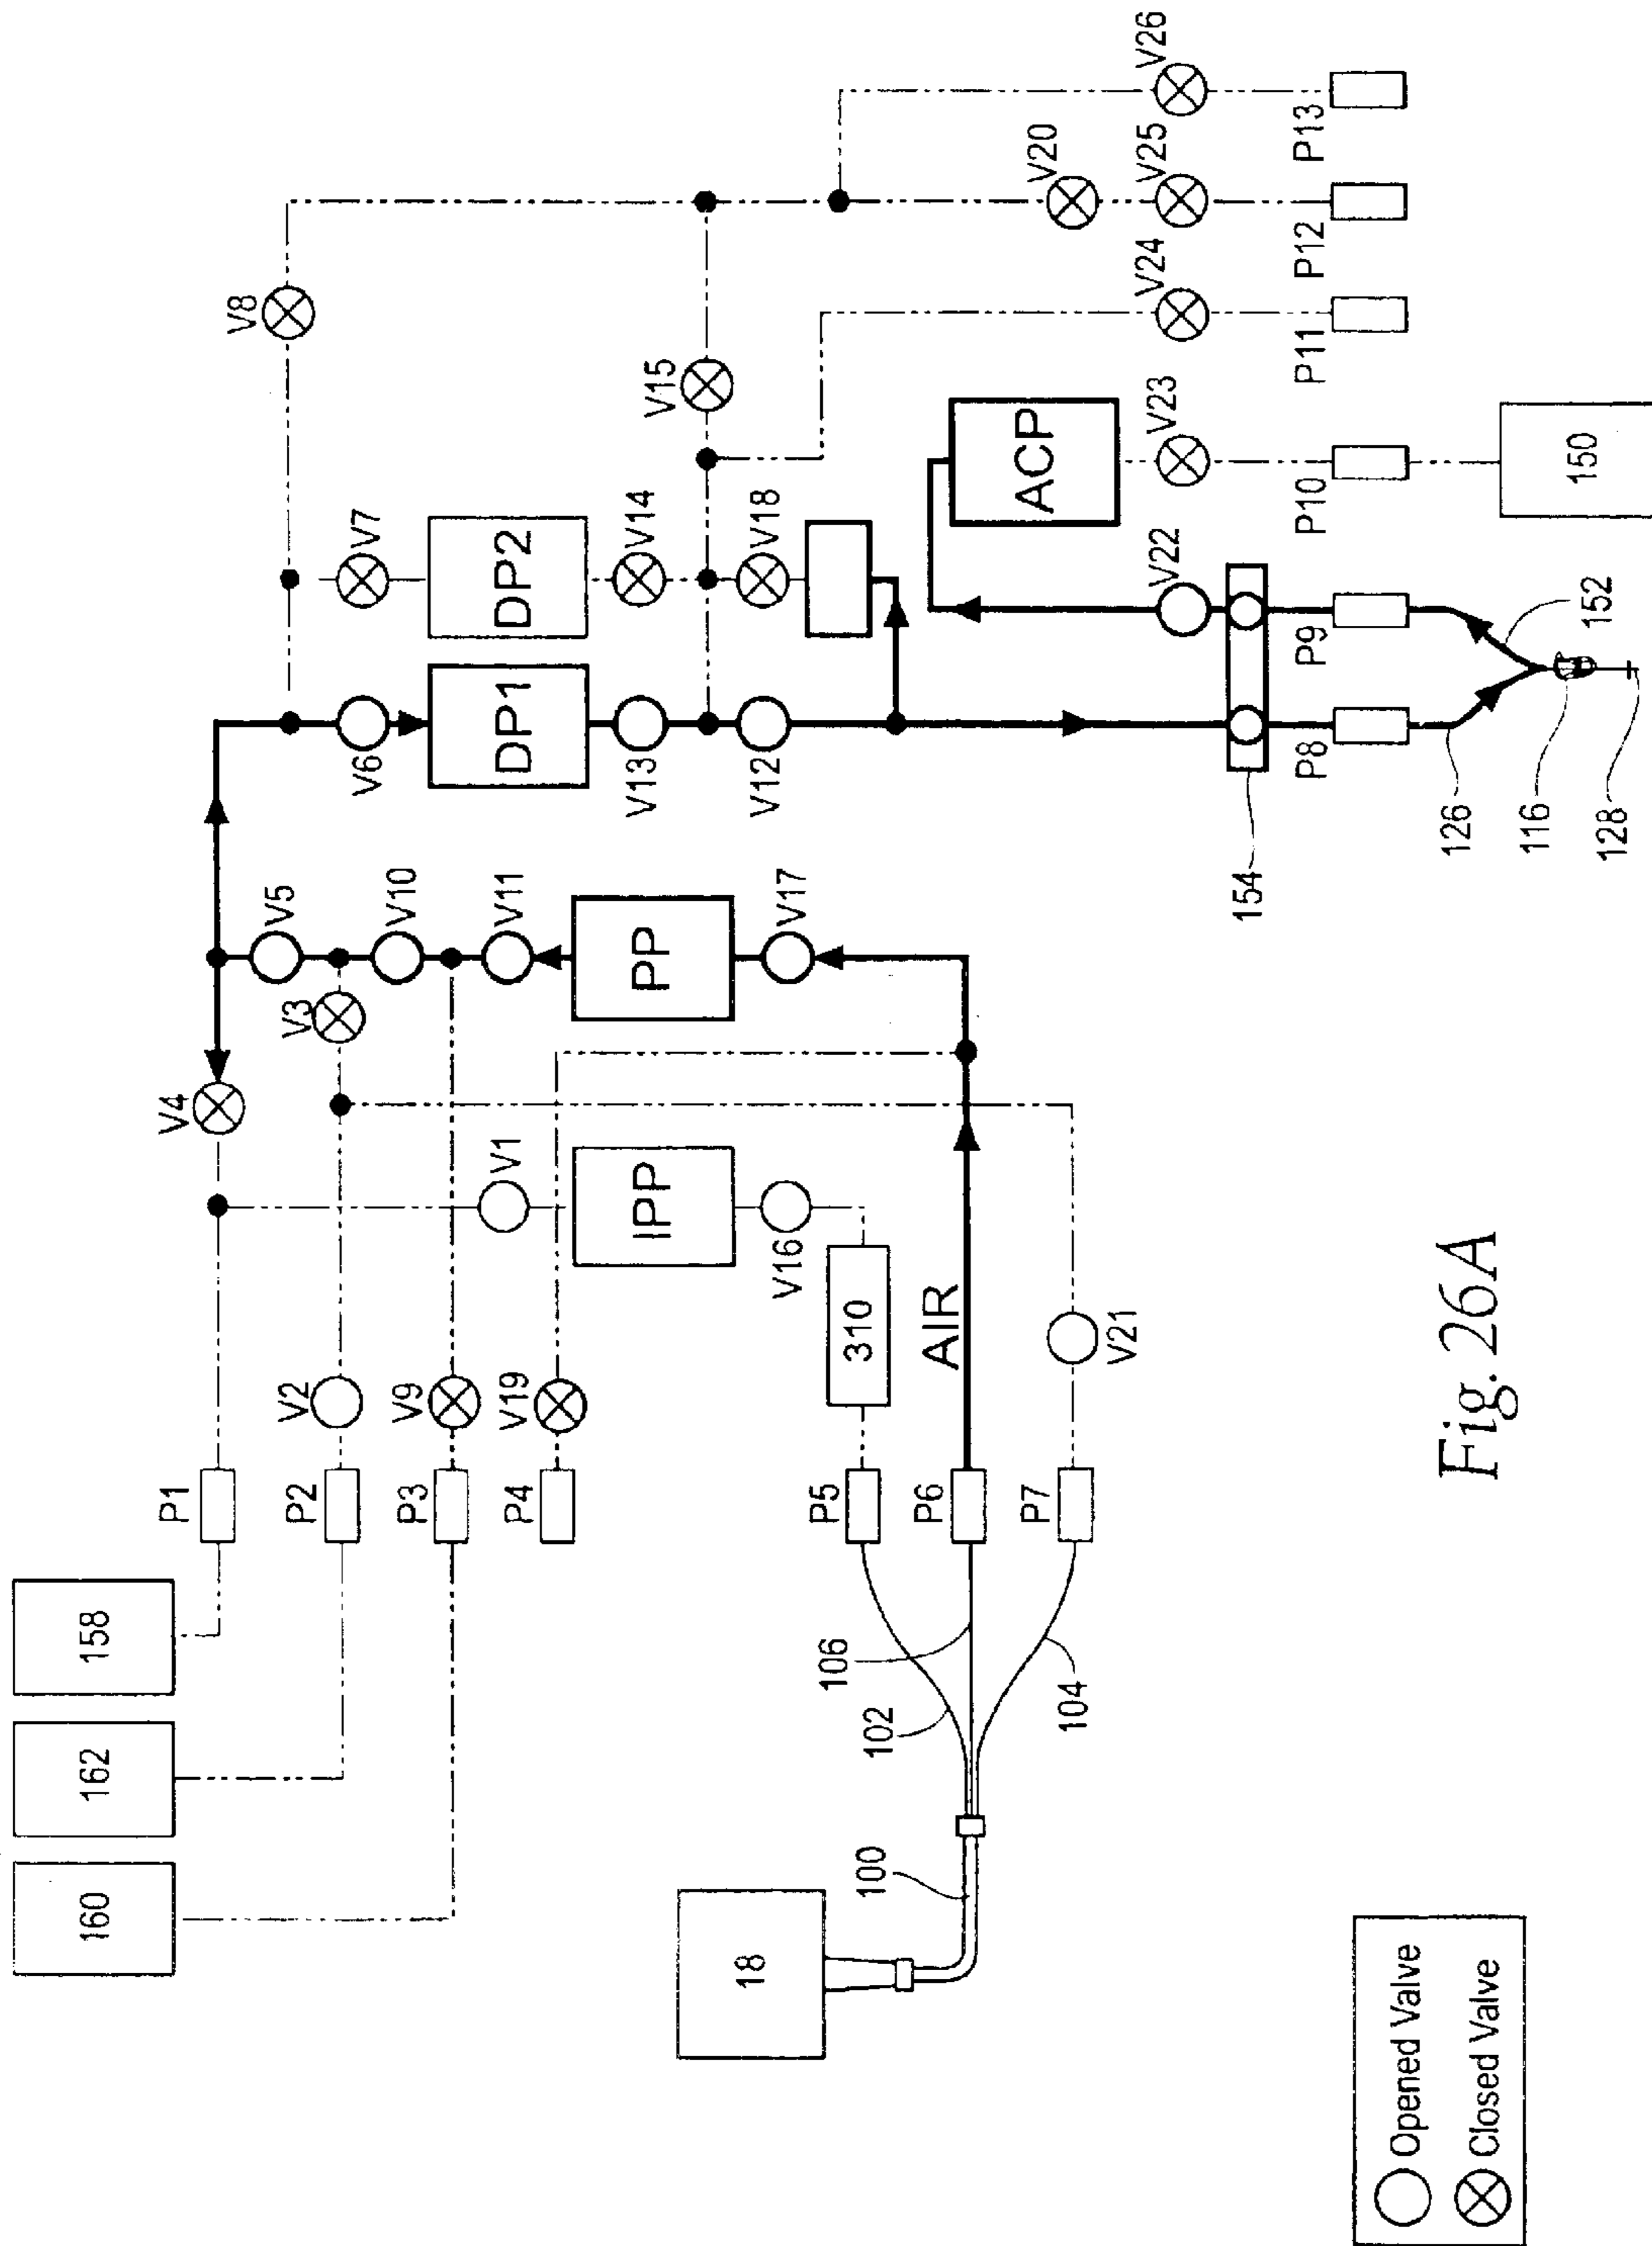 160
162
158
P1
V4
V8
V5
P2
V2
V3
V6
V7
V10
P3
V9
V1
V11
DP1
DP2
P4
V19
V13
V14
V15
IPP
PP
18
V12
V18
V16
V17
P5
106
310
100
102
P6
AIR
P7
ACP
V20
104
V21
V22
V23
V24
V25
V26
154
P8
P9
P10
P11
P12
P13
Opened Valve
Closed Valve
Fig. 26A
126
116
150
152
128